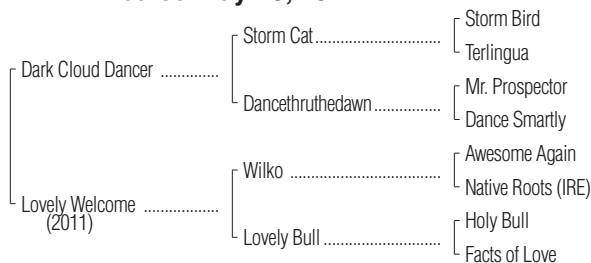 Storm Bird
Storm Cat
Terlingua
Dark Cloud Dancer
Mr. Prospector
Dancethruthedawn
Dance Smartly
Awesome Again
Wilko
Native Roots (IRE)
Lovely Welcome
(2011)
Holy Bull
Lovely Bull
Facts of Love